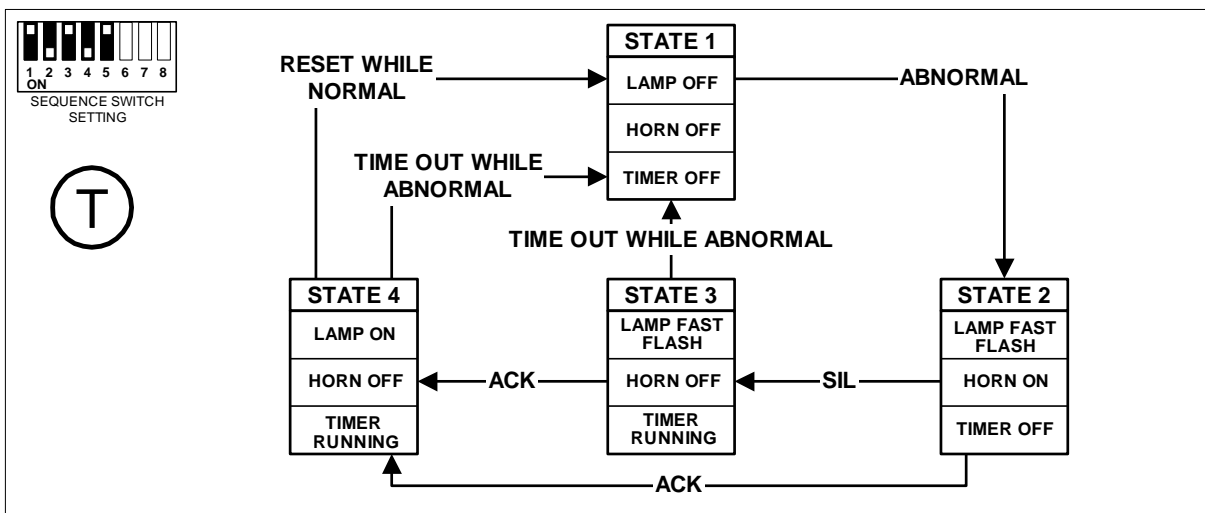 1 2 3 4 5 6 7 8
ON
SEQUENCE SWITCH
SETTING
T
RESET WHILE
NORMAL
TIME OUT WHILE
ABNORMAL
STATE 1
LAMP OFF
HORN OFF
TIMER OFF
ABNORMAL
TIME OUT WHILE ABNORMAL
STATE 4
LAMP ON
HORN OFF
TIMER
RUNNING
ACK
STATE 3
LAMP FAST
FLASH
HORN OFF
TIMER
RUNNING
SIL
STATE 2
LAMP FAST
FLASH
HORN ON
TIMER OFF
ACK